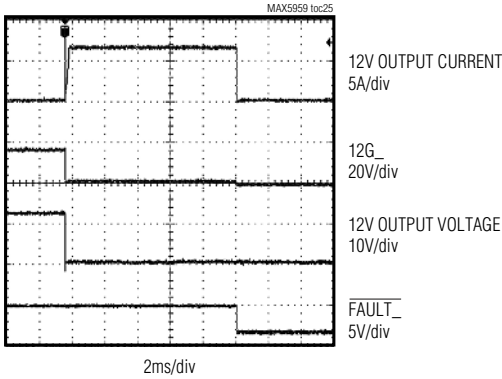 MAX5959 toc25
12V OUTPUT CURRENT
5A/div
12G_
20V/div
12V OUTPUT VOLTAGE
10V/div
FAULT_
5V/div
2ms/div